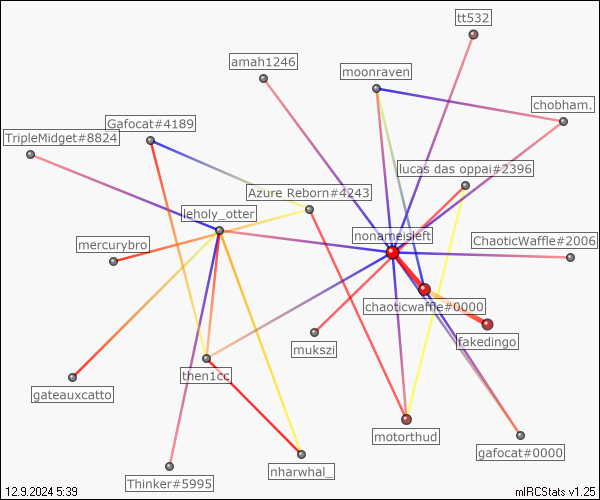 tt532
amah1246
moonraven
chobham.
Gafocat#4189
TripleMidget#8824
lucas das oppai#2396
Azure Reborn#4243
leholy_otter
nonameisleft
mercurybro
ChaoticWaffle#2006
chaoticwaffle#0000
mukszi
fakedingo
then1cc
gateauxcatto
motorthud
gafocat#0000
nharwhal_
Thinker#5995
12.9.2024 5:39
mIRCStats v1.25